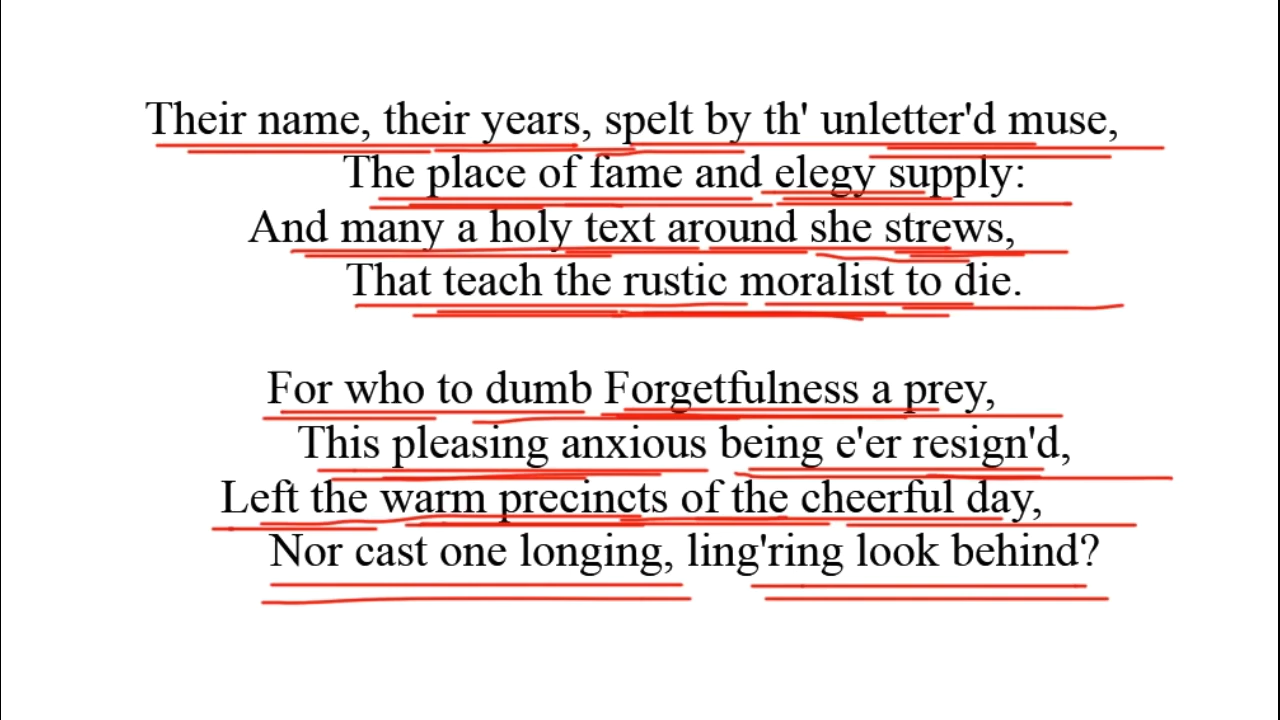 Their name, their years, spelt by th' unletter'd muse,
The place of fame and elegy supply:
And many a holy text around she strews,
That teach the rustic moralist to die.
For who to dumb Forgetfulness a prey,
This pleasing anxious being e'er resign'd,
Left the warm precincts of the cheerful day,
Nor cast one longing, ling'ring look behind?